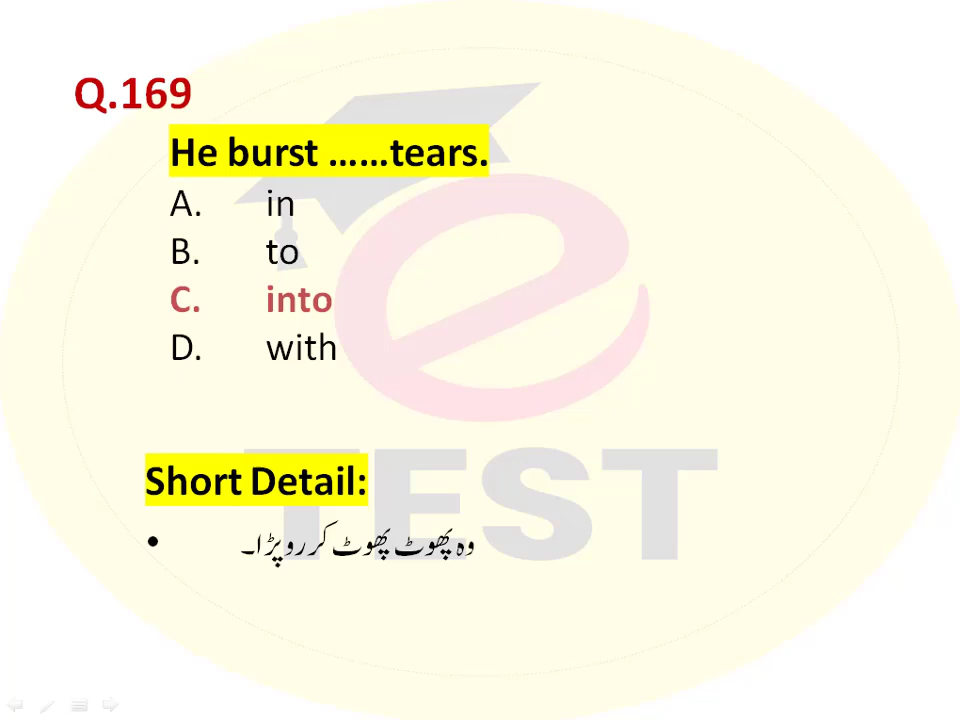 Q.169
He burst ......tears.
A. in
B. to
C. into
D. with
Short Detail:
• وہ پھوٹ پھوٹ کر رو پڑا۔
e
TEST